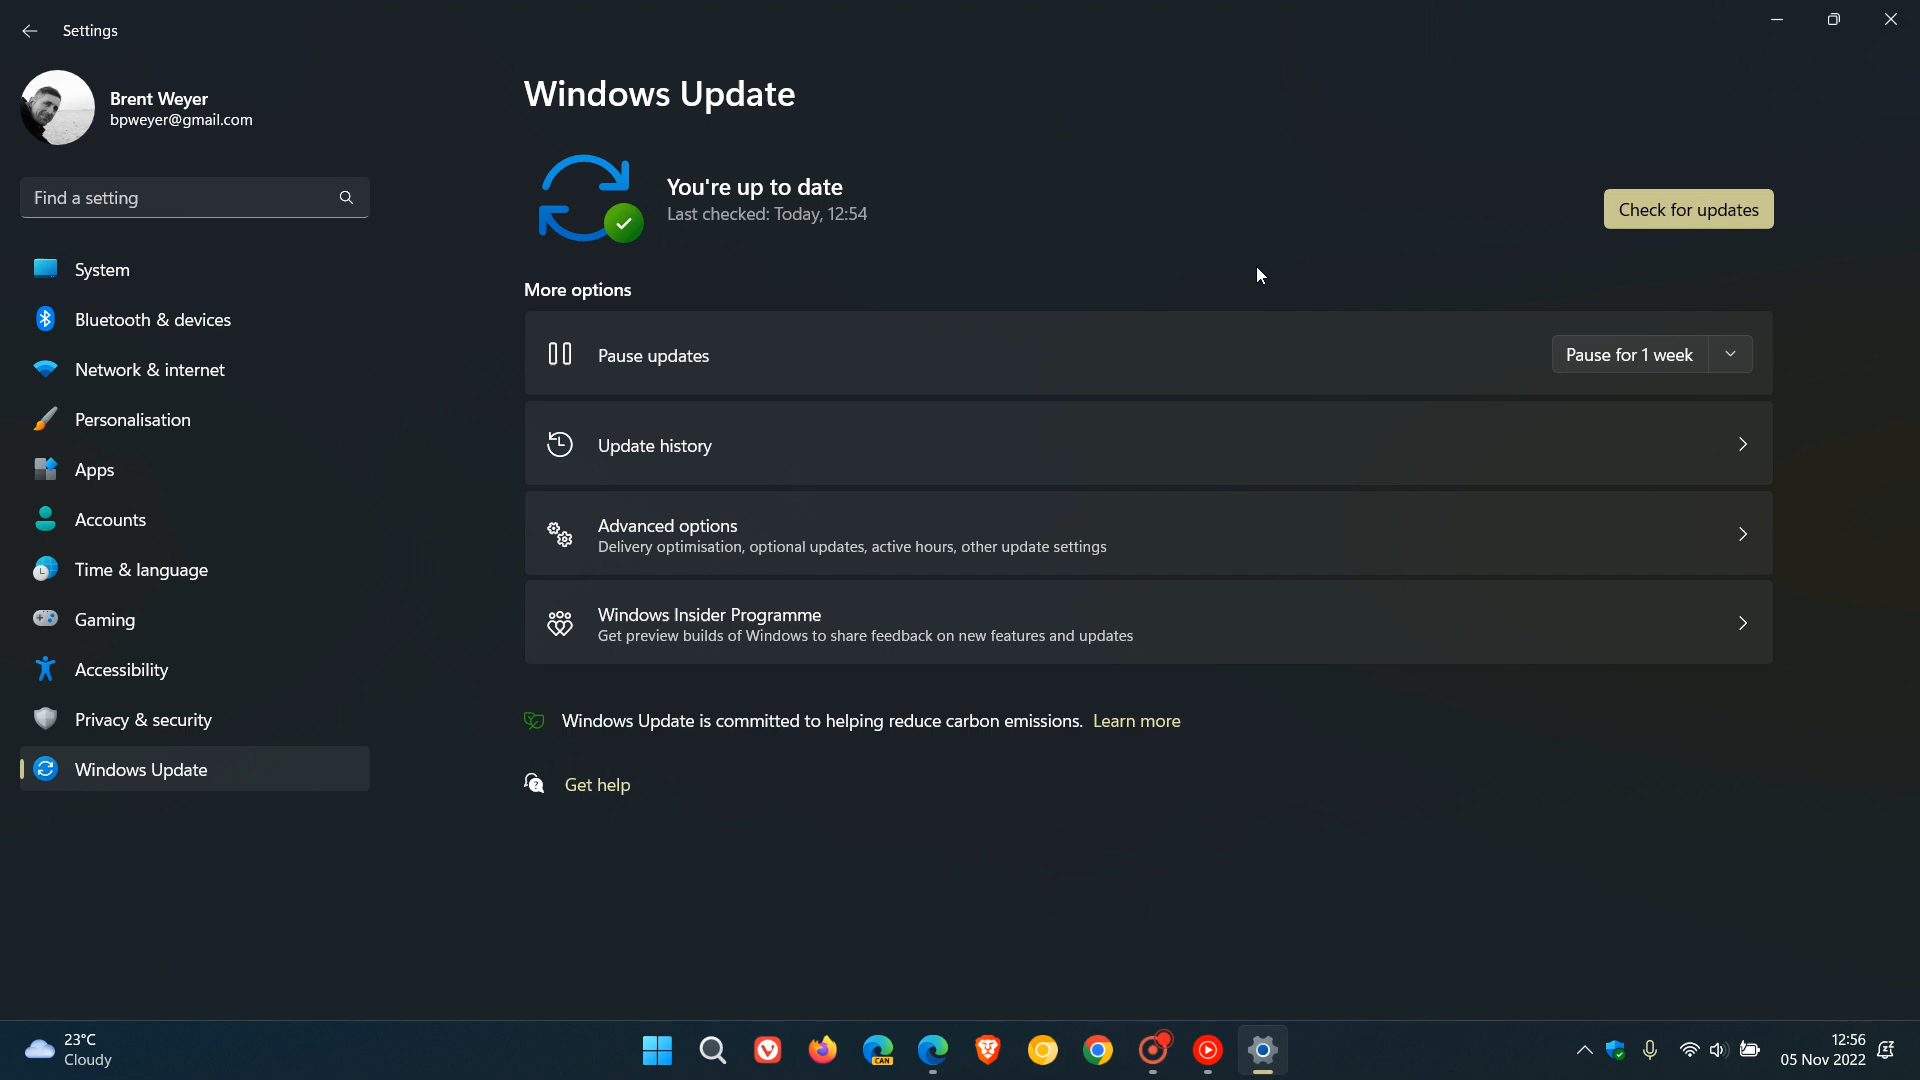 Settings
Brent Weyer
bpweyer@gmail.com
Find a setting
System
Bluetooth & devices
Network & internet
Personalisation
Apps
Accounts
Time & language
Gaming
Accessibility
Privacy & security
Windows Update
Windows Update
You're up to date
Last checked: Today, 12:54
Check for updates
More options
Pause updates
Pause for 1 week
Update history
Advanced options
Delivery optimisation, optional updates, active hours, other update settings
Windows Insider Programme
Get preview builds of Windows to share feedback on new features and updates
Windows Update is committed to helping reduce carbon emissions. Learn more
Get help
23°C
Cloudy
CAN
12:56
05 Nov 2022